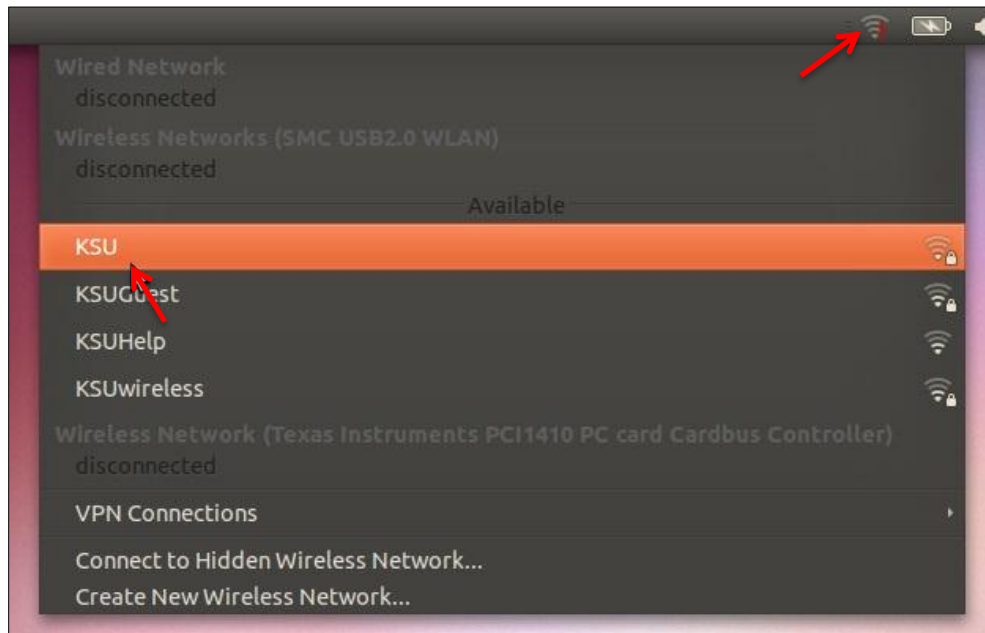 Wired Network
disconnected
Wireless Networks (SMC USB2.0 WLAN)
disconnected
Available
KSU
KSUGuest
KSUHelp
KSUwireless
Wireless Network (Texas Instruments PCI1410 PC card Cardbus Controller)
disconnected
VPN Connections
Connect to Hidden Wireless Network...
Create New Wireless Network...